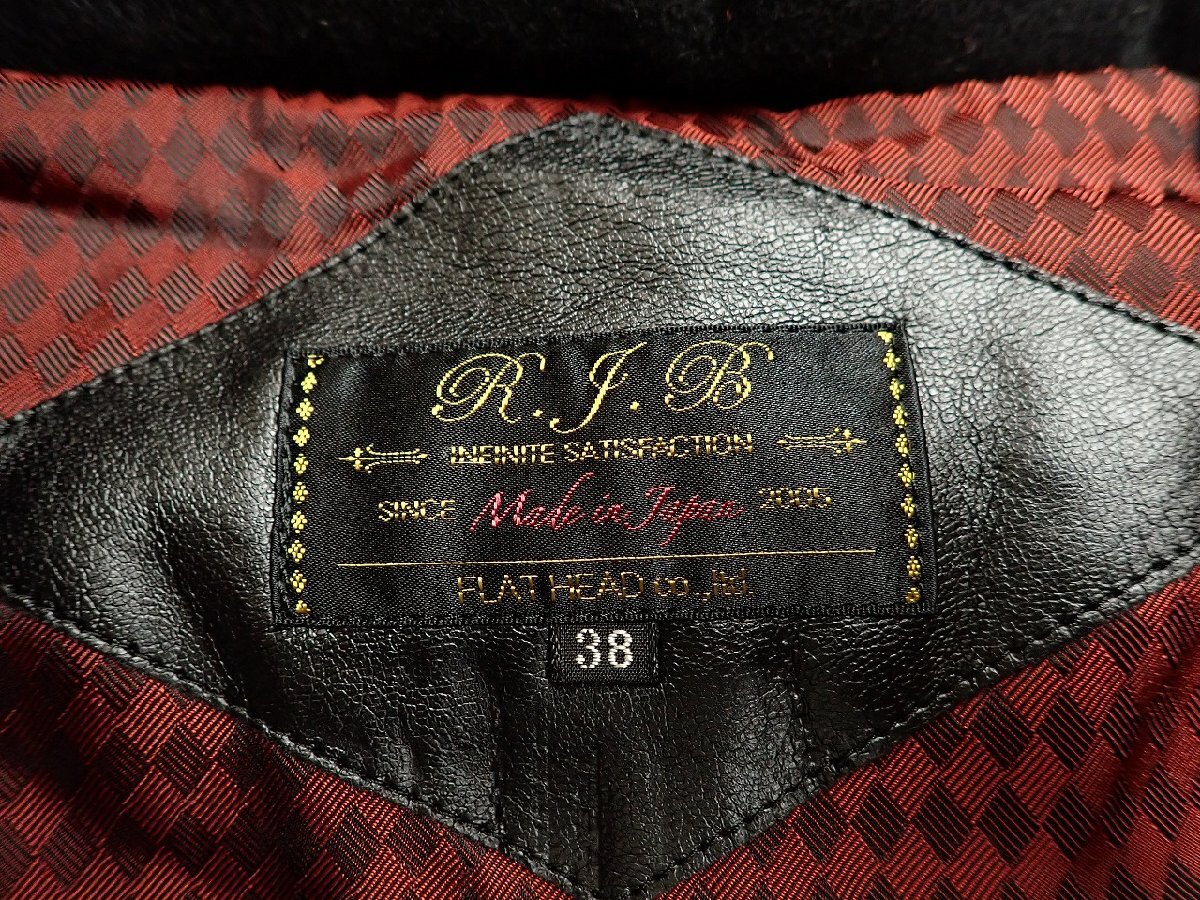 R.J.B
INFINITE SATISFACTION
SINCE Made in Japan 2005
FLAT HEAD co.,ltd.
38